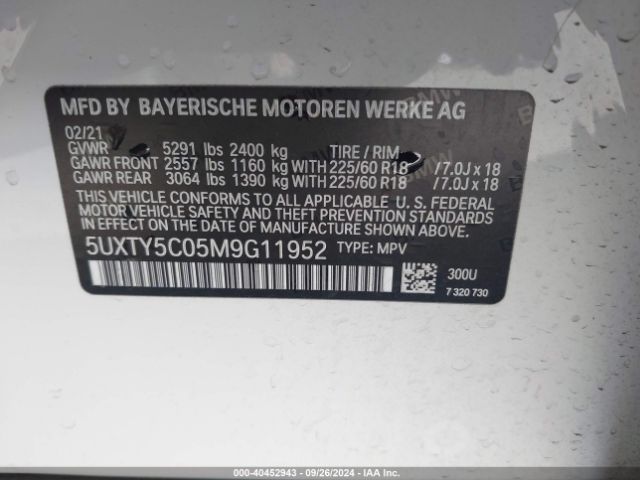 MFD BY BAYERISCHE MOTOREN WERKE AG
02/21
GVWR 5291 lbs 2400 kg TIRE / RIM
GAWR FRONT 2557 lbs 1160 kg WITH 225/60 R18 /7.0J x 18
GAWR REAR 3064 lbs 1390 kg WITH 225/60 R18 /7.0J x 18
THIS VEHICLE CONFORMS TO ALL APPLICABLE U. S. FEDERAL
MOTOR VEHICLE SAFETY AND THEFT PREVENTION STANDARDS
IN EFFECT ON THE DATE OF MANUFACTURE SHOWN ABOVE.
5UXTY5C05M9G11952 TYPE: MPV
300U
7 320 730
000-40452943 - 09/26/2024 - IAA Inc.